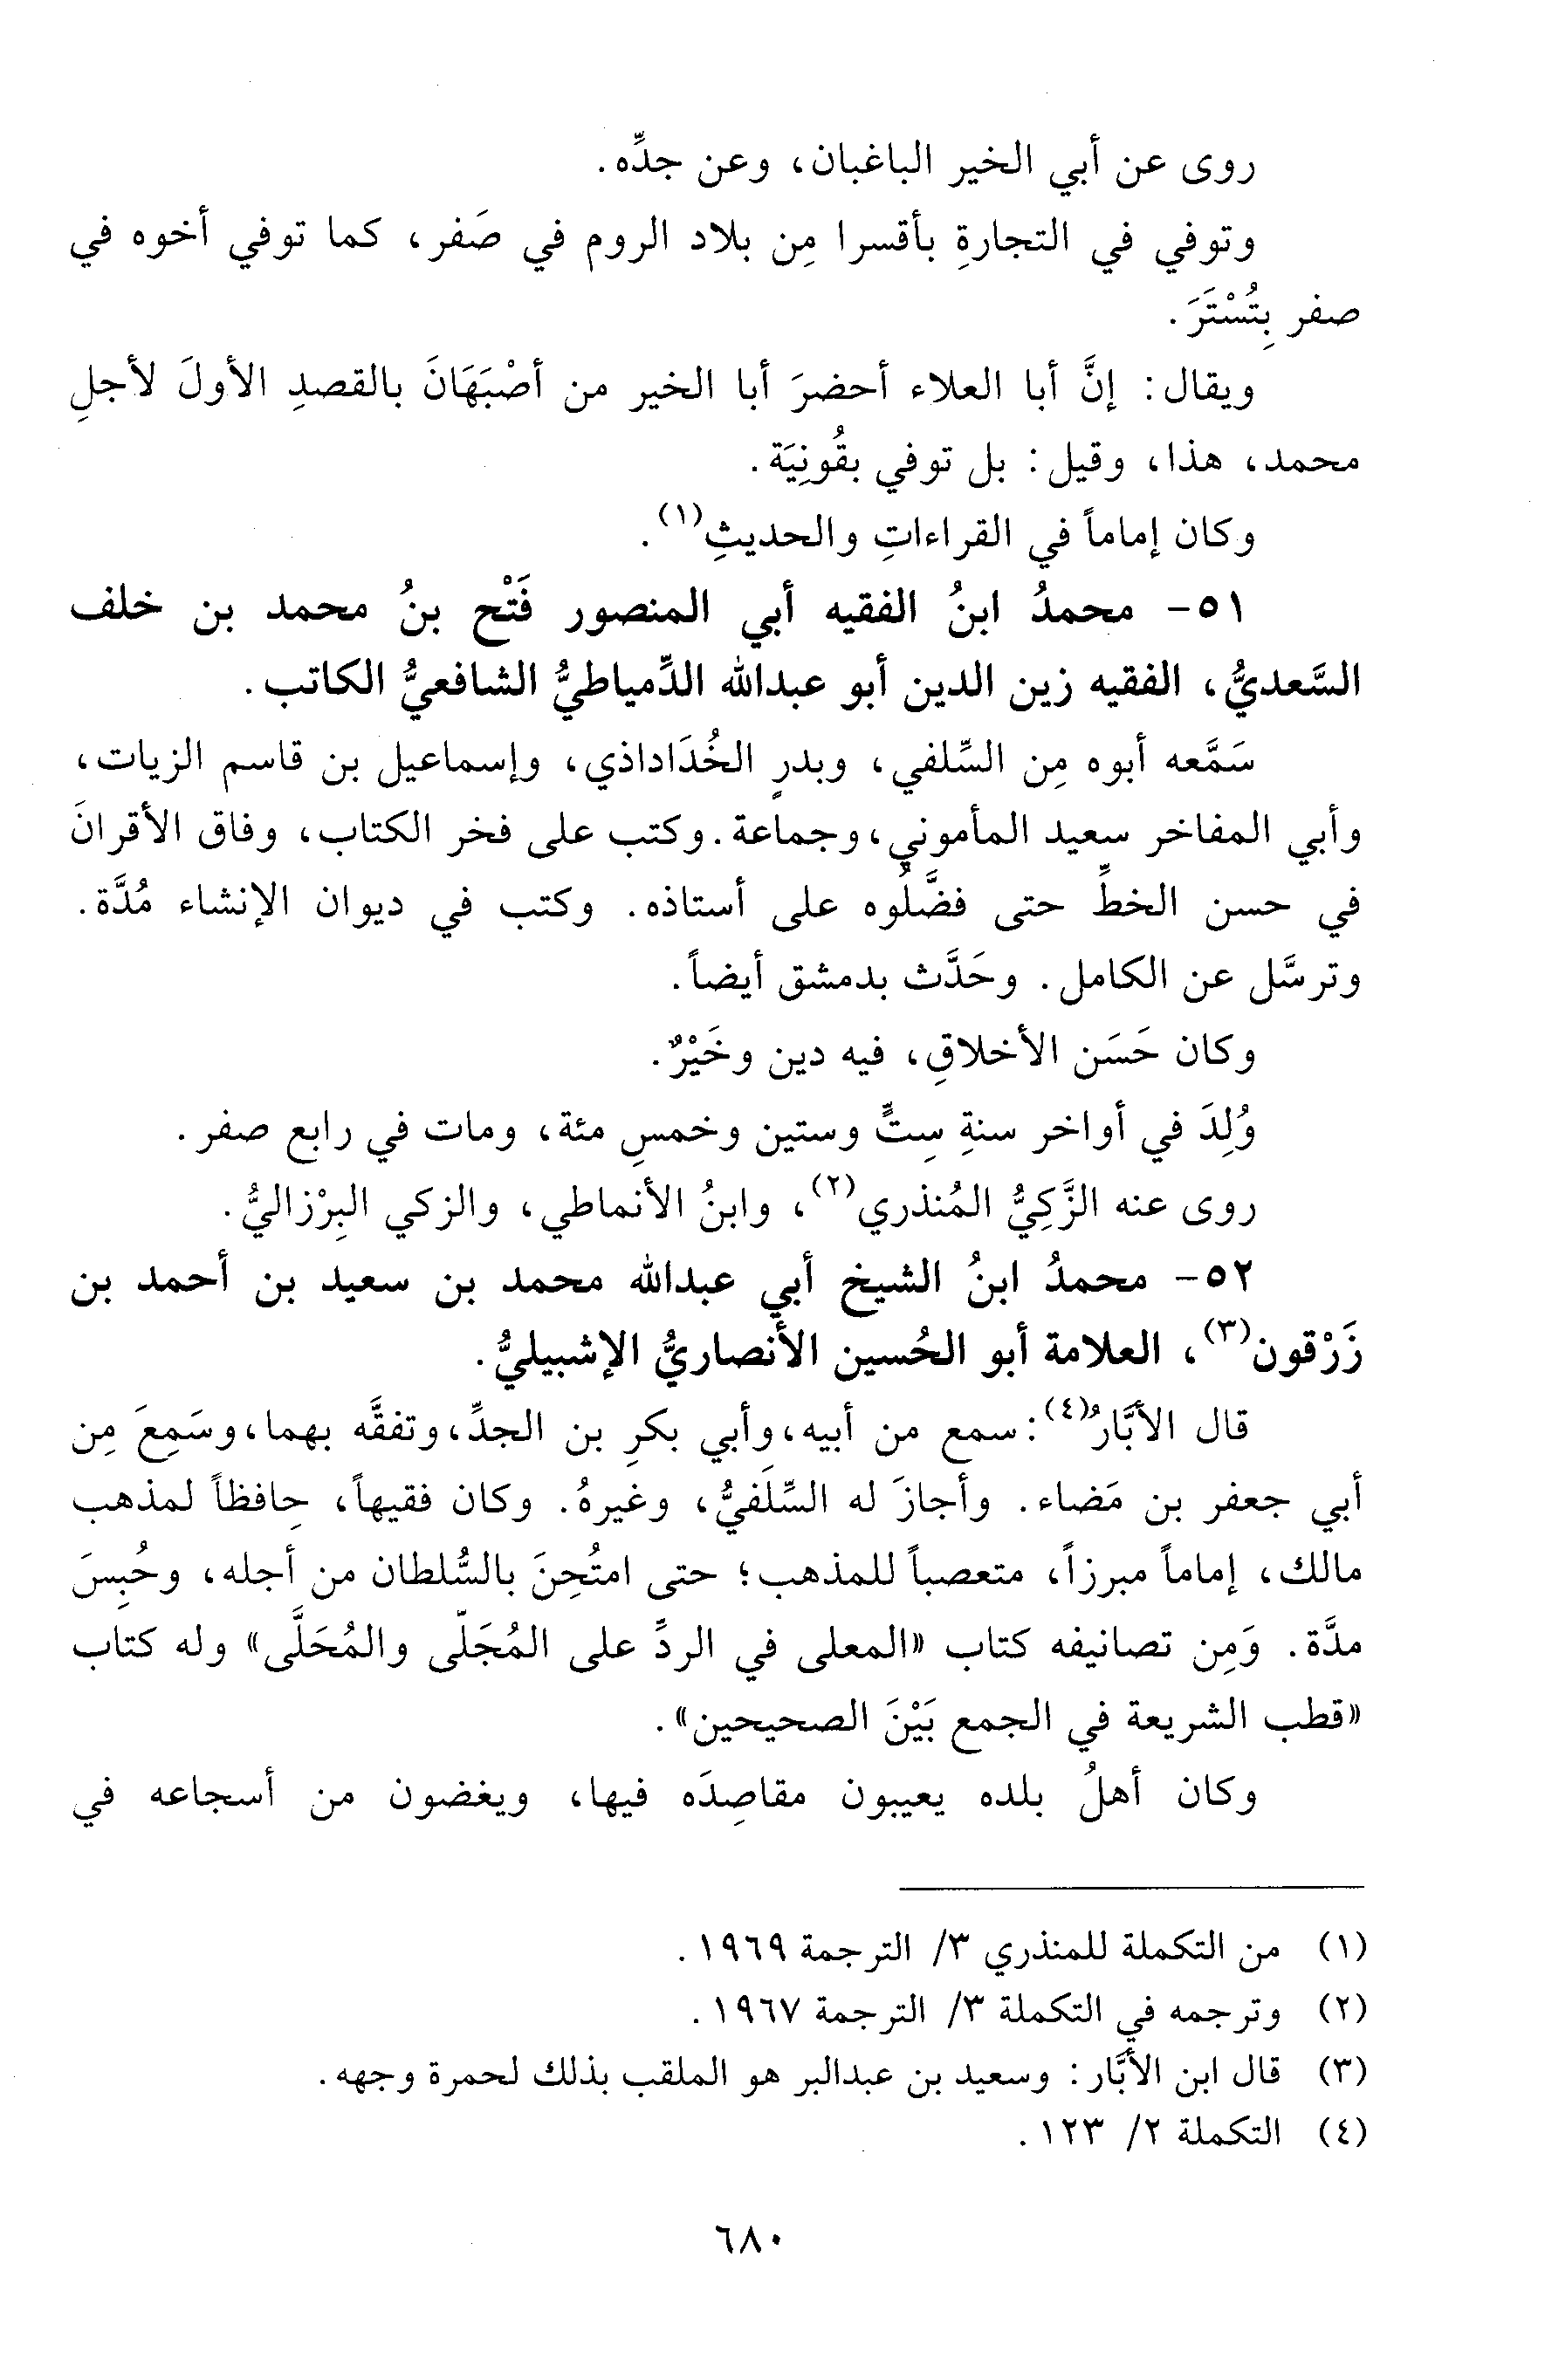 روى عن أبي الخير الباغبان، وعن جدِّه.
وتوفي في التجارةِ بأقسرا مِن بلاد الروم في صَفر، كما توفي أخوه في
صفر بِتُسْتَرَ.
ويقال: إنَّ أبا العلاء أحضرَ أبا الخير من أصْبَهَانَ بالقصدِ الأولَ لأجلِ
محمد، هذا، وقيل: بل توفي بقُونِيَة.
وكان إماماً في القراءاتِ والحديثِ(١).
٥١- محمدُ ابنُ الفقيه أبي المنصور فَتْح بنُ محمد بن خلف
السَّعديُّ، الفقيه زين الدين أبو عبدالله الدِّمياطيُّ الشافعيُّ الكاتب.
سَمَّعه أبوه مِن السِّلفي، وبدرٍ الخُدَاداذي، وإسماعيل بن قاسم الزيات،
وأبي المفاخر سعيد المأموني، وجماعة. وكتب على فخر الكتاب، وفاق الأقرانَ
في حسن الخطِّ حتى فضَّلُوه على أستاذه. وكتب في ديوان الإنشاء مُدَّة.
وترسَّل عن الكامل. وحَدَّث بدمشق أيضاً.
وكان حَسَن الأخلاقِ، فيه دين وخَيْرٌ.
وُلِدَ في أواخر سنةِ سِتٍّ وستين وخمسِ مئة، ومات في رابع صفر.
روى عنه الزَّكِيُّ المُنذري(٢)، وابنُ الأنماطي، والزكي البِرْزاليُّ.
٥٢- محمدُ ابنُ الشيخ أبي عبدالله محمد بن سعيد بن أحمد بن
زَرْقون(٣)، العلامة أبو الحُسين الأنصاريُّ الإشبيليُّ.
قال الأبَّارُ(٤): سمع من أبيه، وأبي بكرِ بن الجدِّ، وتفقَّه بهما، وسَمِعَ مِن
أبي جعفر بن مَضاء. وأجازَ له السِّلَفيُّ، وغيرهُ. وكان فقيهاً، حافظاً لمذهب
مالك، إماماً مبرزاً، متعصباً للمذهب؛ حتى امتُحِنَ بالسُّلطان من أجله، وحُبِسَ
مدَّة. وَمِن تصانيفه كتاب «المعلى في الردِّ على المُجَلّى والمُحَلَّى» وله كتاب
«قطب الشريعة في الجمع بَيْنَ الصحيحين».
وكان أهلُ بلده يعيبون مقاصِدَه فيها، ويغضون من أسجاعه في
(١) من التكملة للمنذري ٣/ الترجمة ١٩٦٩.
(٢) وترجمه في التكملة ٣/ الترجمة ١٩٦٧.
(٣) قال ابن الأبَّار: وسعيد بن عبدالبر هو الملقب بذلك لحمرة وجهه.
(٤) التكملة ٢/ ١٢٣.
٦٨٠